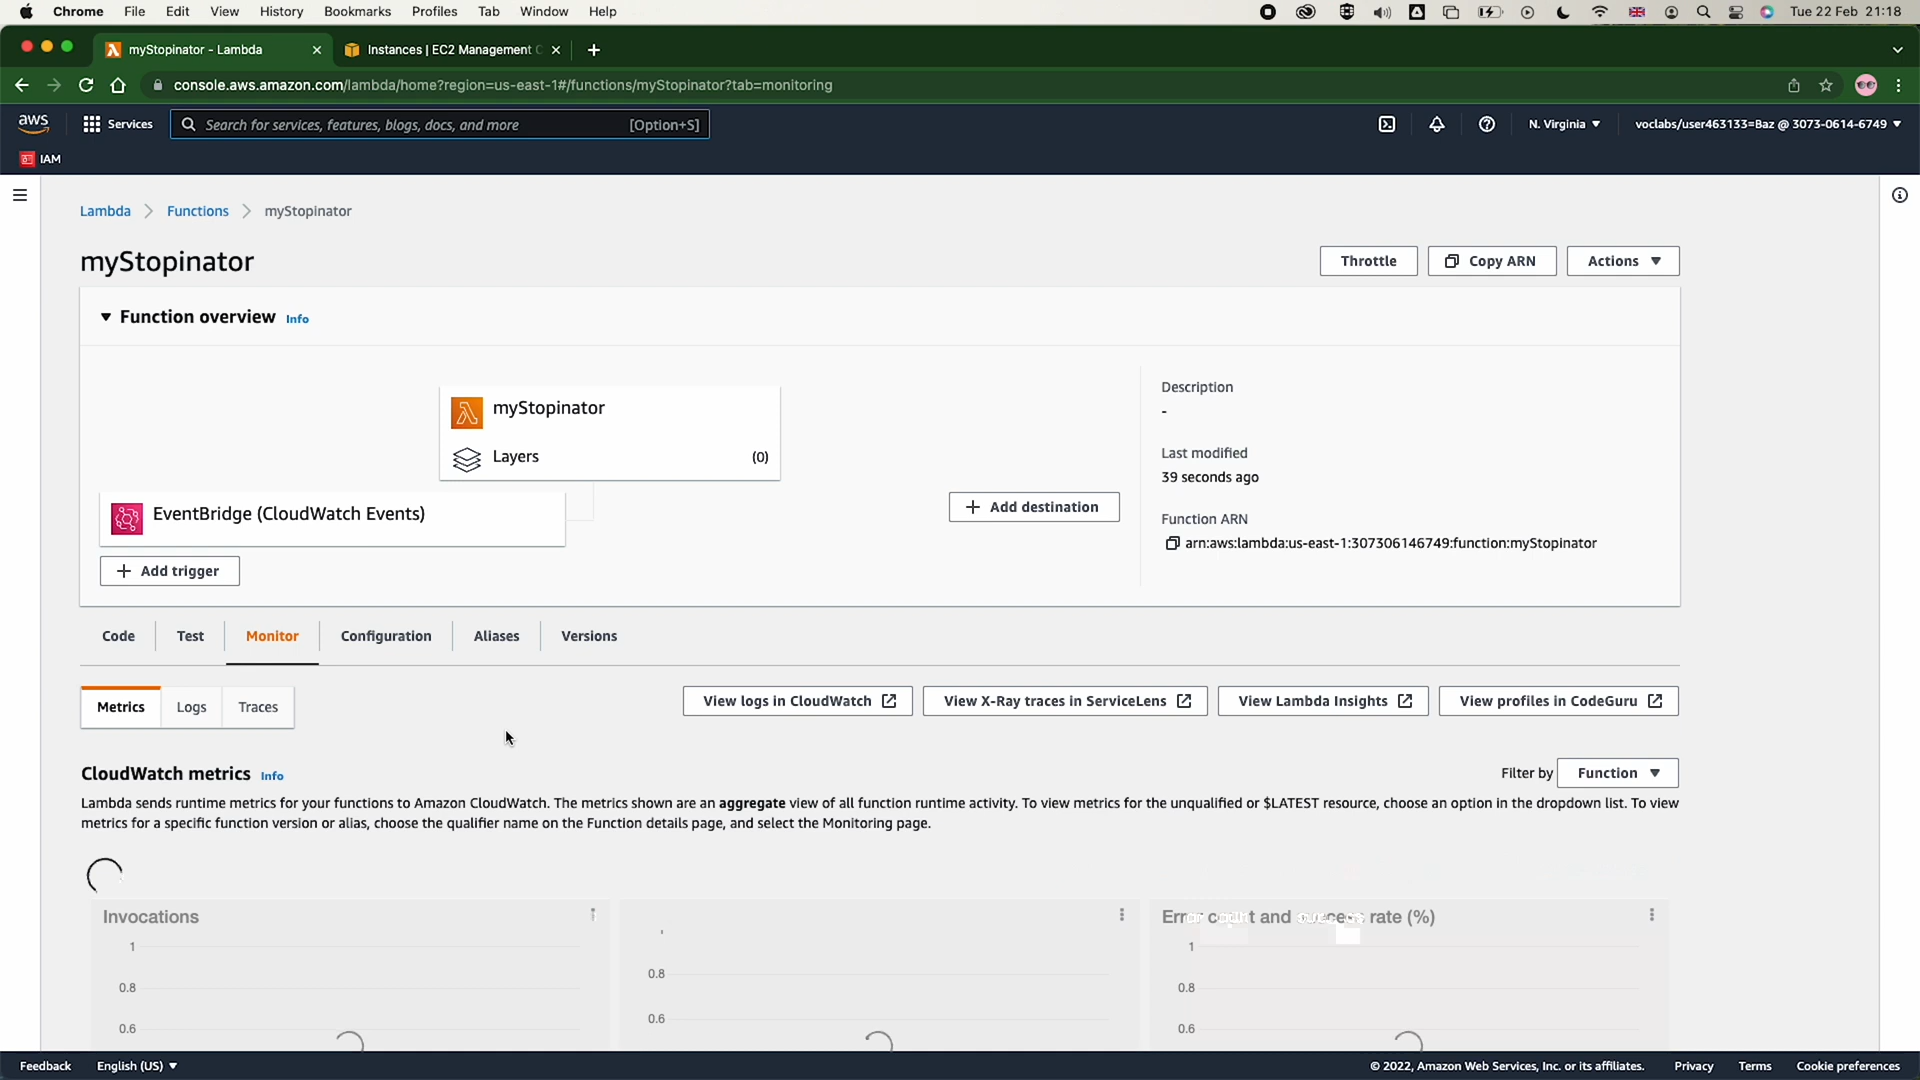 Chrome File Edit View History Bookmarks Profiles Tab Window Help Tue 22 Feb 21:18
myStopinator - Lambda Instances | EC2 Management C
console.aws.amazon.com/lambda/home?region=us-east-1#/functions/myStopinator?tab=monitoring
aws Services Search for services, features, blogs, docs, and more [Option+S] N. Virginia voclabs/user463133=Baz @ 3073-0614-6749
IAM
Lambda Functions myStopinator
myStopinator Throttle Copy ARN Actions
Function overview Info
myStopinator
Layers (0)
EventBridge (CloudWatch Events)
+ Add trigger
+ Add destination
Description
-
Last modified
39 seconds ago
Function ARN
arn:aws:lambda:us-east-1:307306146749:function:myStopinator
Code Test Monitor Configuration Aliases Versions
Metrics Logs Traces View logs in CloudWatch View X-Ray traces in ServiceLens View Lambda Insights View profiles in CodeGuru
CloudWatch metrics Info Filter by Function
Lambda sends runtime metrics for your functions to Amazon CloudWatch. The metrics shown are an aggregate view of all function runtime activity. To view metrics for the unqualified or $LATEST resource, choose an option in the dropdown list. To view
metrics for a specific function version or alias, choose the qualifier name on the Function details page, and select the Monitoring page.
Invocations
1
0.8
0.6
0.8
0.6
Error count and success rate (%)
1
0.8
0.6
Feedback English (US) © 2022, Amazon Web Services, Inc. or its affiliates. Privacy Terms Cookie preferences